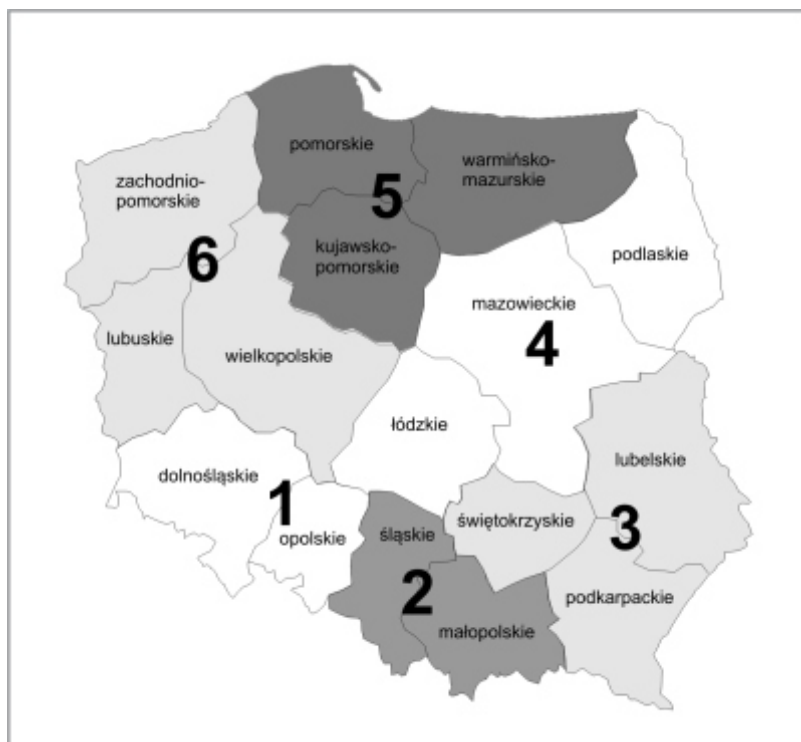 pomorskie
warmińsko-
mazurskie
zachodnio-
pomorskie
5
kujawsko-
pomorskie
6
podlaskie
mazowieckie
lubuskie
wielkopolskie
4
łódzkie
lubelskie
dolnośląskie
1
świętokrzyskie
3
opolskie
śląskie
2
podkarpackie
małopolskie